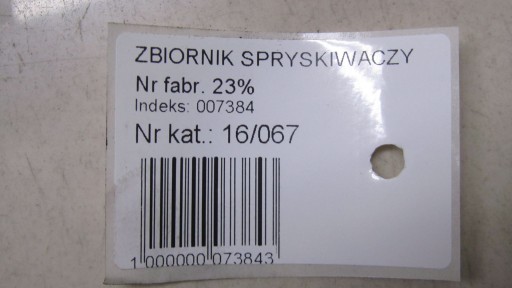 ZBIORNIK SPRYSKIWACZY
Nr fabr. 23%
Indeks: 007384
Nr kat.: 16/067
1 000000 073843